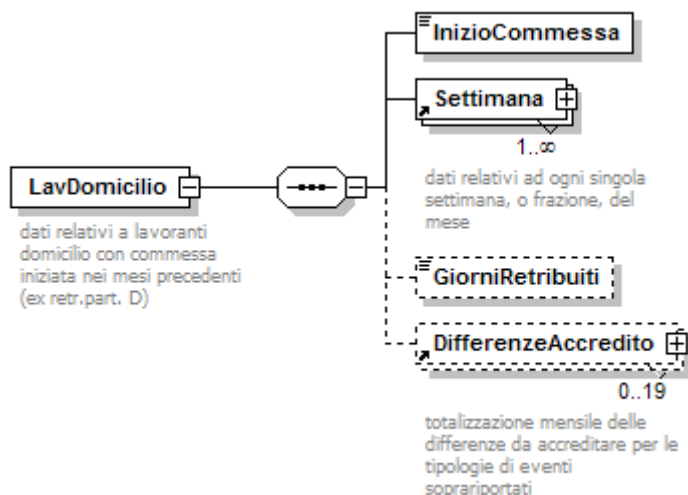 InizioCommessa
Settimana
1..∞
dati relativi ad ogni singola
settimana, o frazione, del
mese
LavDomicilio
dati relativi a lavoranti
domicilio con commessa
iniziata nei mesi precedenti
(ex retr.part. D)
GiorniRetribuiti
DifferenzeAccredito
0..19
totalizzazione mensile delle
differenze da accreditare per le
tipologie di eventi
soprariportati